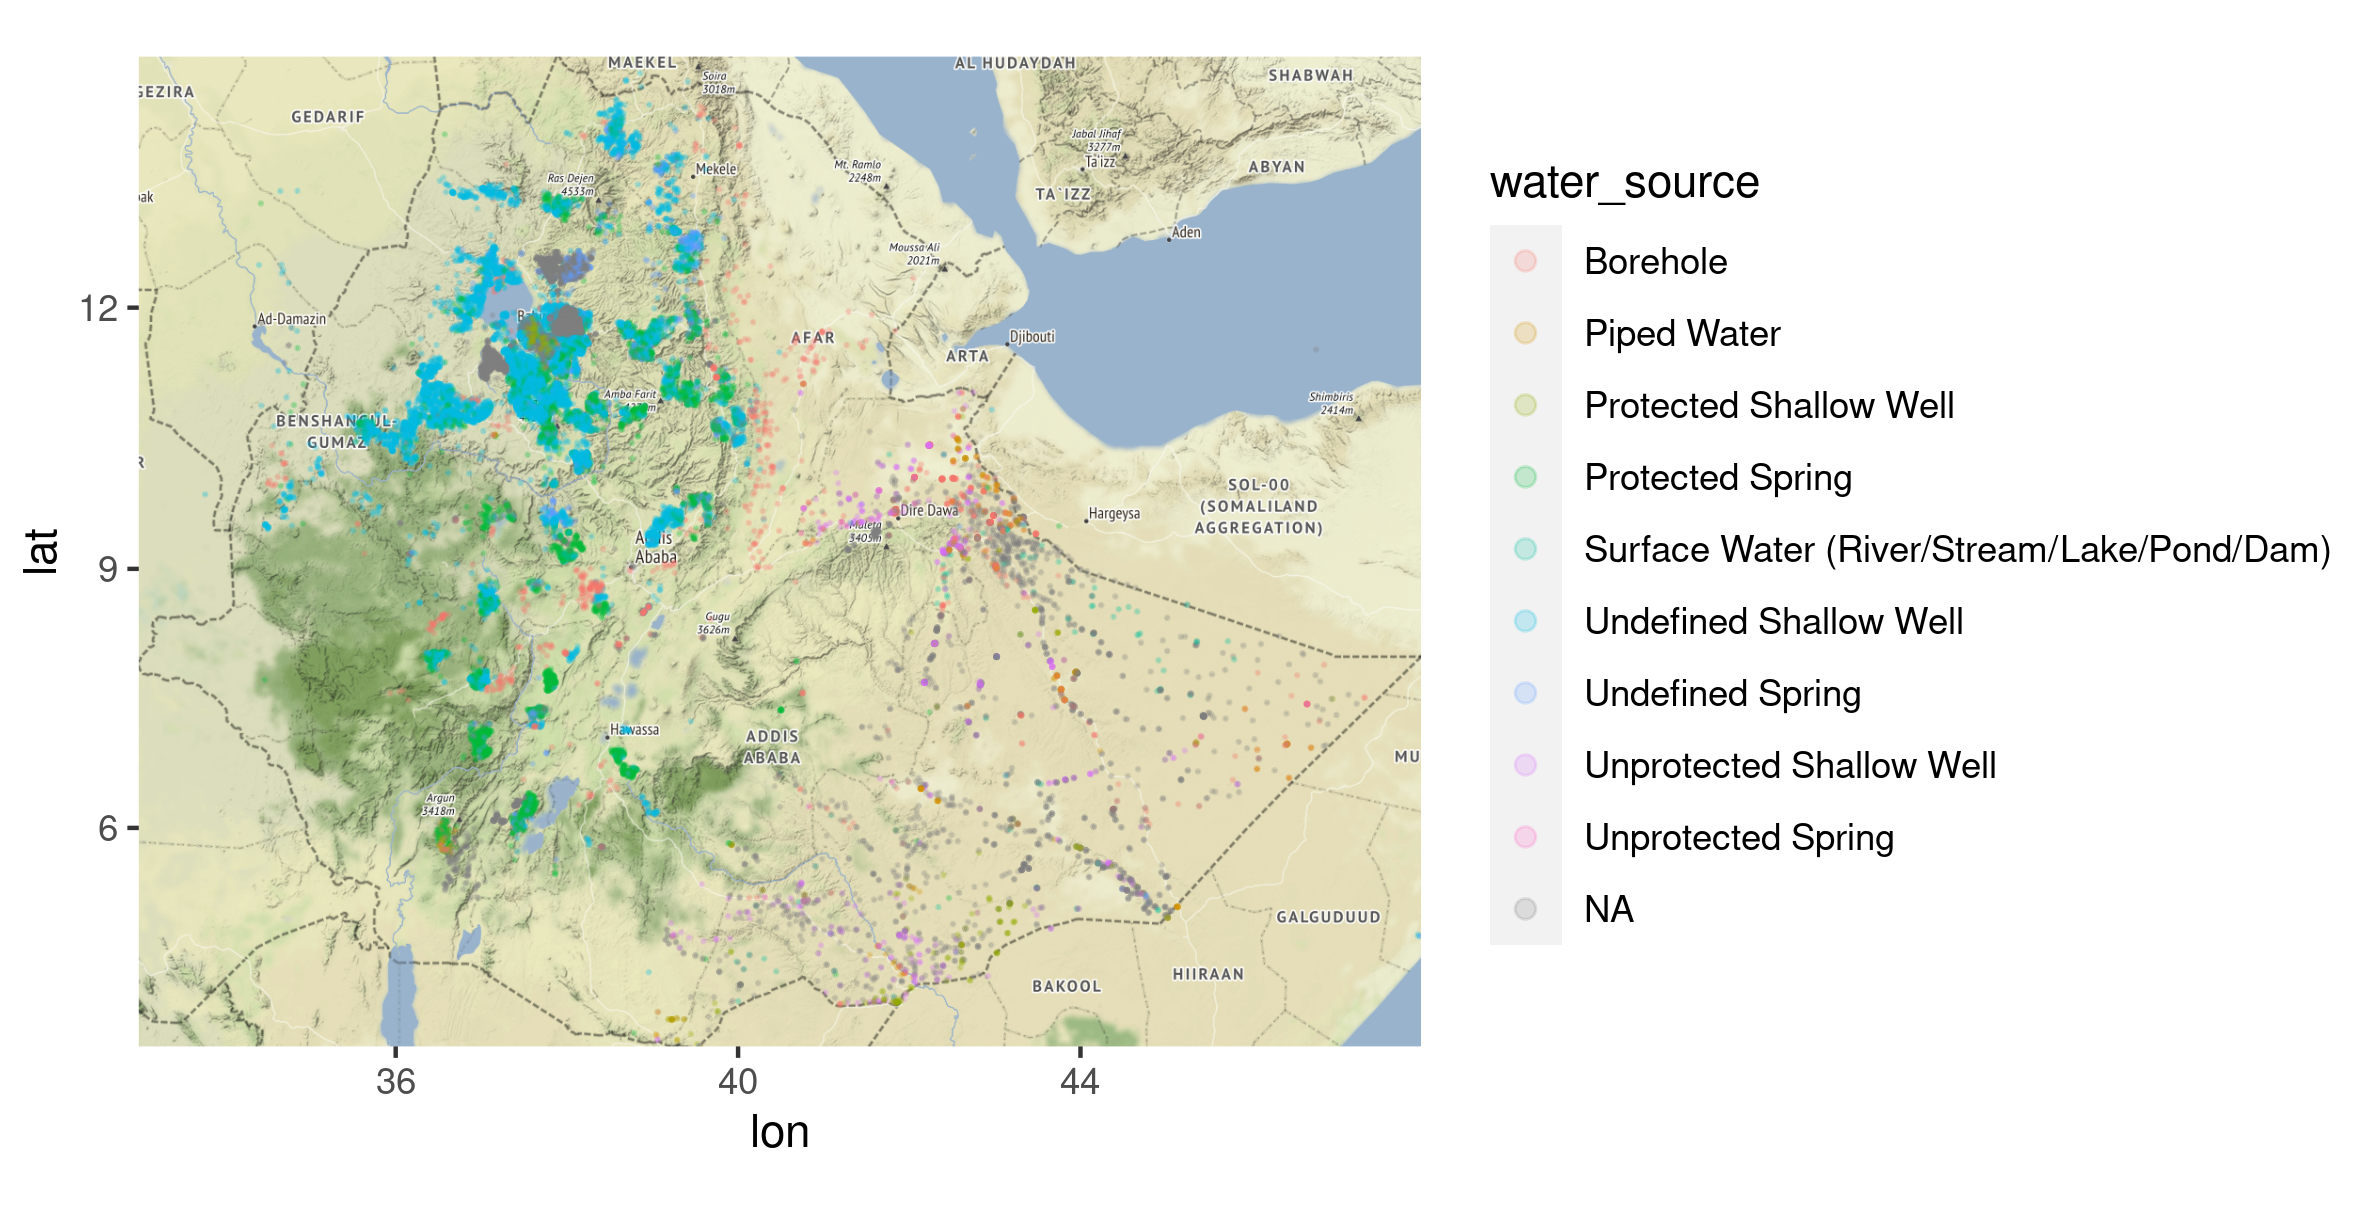 MAEKEL
AL HUDAYDAH
SHABWAH
Soira
3018m
GEZIRA
GEDARIF
Jabal Jihaf
3277m
Ta'izz
ABYAN
Mt. Ramlo
2248m
Mekele
Ras Dejen
4533m
TA`IZZ
Aden
Moussa Ali
2021m
Ad-Damazin
AFAR
ARTA
Djibouti
Amba Farit
Shimbiris
2414m
BENSHANGUL-
GUMAZ
SOL-00
(SOMALILAND
AGGREGATION)
Dire Dawa
Hargeysa
Muleta
3405m
Addis
Ababa
Gugu
3626m
Hawassa
ADDIS
ABABA
MU
Argun
3418m
GALGUDUUD
HIIRAAN
BAKOOL
12
9
6
lat
36
40
44
lon
water_source
Borehole
Piped Water
Protected Shallow Well
Protected Spring
Surface Water (River/Stream/Lake/Pond/Dam)
Undefined Shallow Well
Undefined Spring
Unprotected Shallow Well
Unprotected Spring
NA